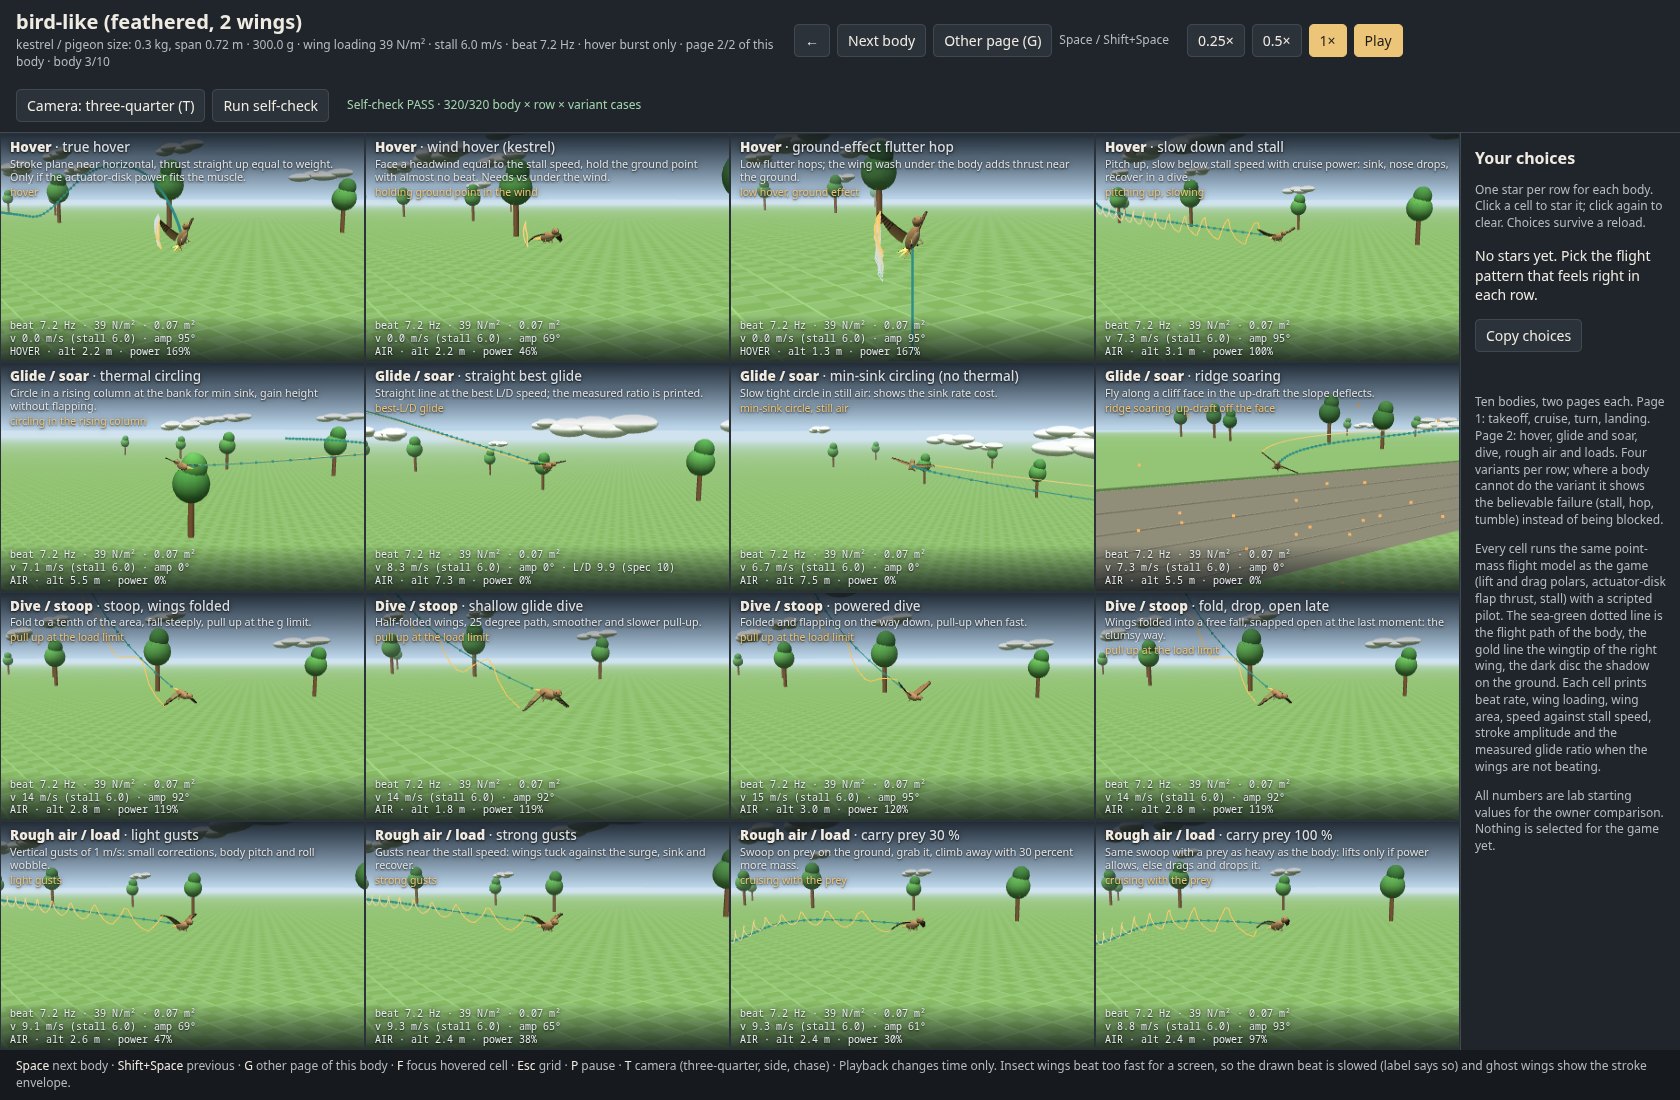 bird-like (feathered, 2 wings)
kestrel / pigeon size: 0.3 kg, span 0.72 m · 300.0 g · wing loading 39 N/m² · stall 6.0 m/s · beat 7.2 Hz · hover burst only · page 2/2 of this
body · body 3/10
←
Next body
Other page (G)
Space / Shift+Space
0.25×
0.5×
1×
Play
Camera: three-quarter (T)
Run self-check
Self-check PASS · 320/320 body × row × variant cases
Hover · true hover
Stroke plane near horizontal, thrust straight up equal to weight.
Only if the actuator-disk power fits the muscle.
hover
beat 7.2 Hz · 39 N/m² · 0.07 m²
v 0.0 m/s (stall 6.0) · amp 95°
HOVER · alt 2.2 m · power 169%
Hover · wind hover (kestrel)
Face a headwind equal to the stall speed, hold the ground point
with almost no beat. Needs vs under the wind.
holding ground point in the wind
beat 7.2 Hz · 39 N/m² · 0.07 m²
v 0.0 m/s (stall 6.0) · amp 69°
AIR · alt 2.2 m · power 46%
Hover · ground-effect flutter hop
Low flutter hops; the wing wash under the body adds thrust near
the ground.
low hover, ground effect
beat 7.2 Hz · 39 N/m² · 0.07 m²
v 0.0 m/s (stall 6.0) · amp 95°
HOVER · alt 1.3 m · power 167%
Hover · slow down and stall
Pitch up, slow below stall speed with cruise power: sink, nose drops,
recover in a dive.
pitching up, slowing
beat 7.2 Hz · 39 N/m² · 0.07 m²
v 7.3 m/s (stall 6.0) · amp 95°
AIR · alt 3.1 m · power 100%
Glide / soar · thermal circling
Circle in a rising column at the bank for min sink, gain height
without flapping.
circling in the rising column
beat 7.2 Hz · 39 N/m² · 0.07 m²
v 7.1 m/s (stall 6.0) · amp 0°
AIR · alt 5.5 m · power 0%
Glide / soar · straight best glide
Straight line at the best L/D speed; the measured ratio is printed.
best-L/D glide
beat 7.2 Hz · 39 N/m² · 0.07 m²
v 8.3 m/s (stall 6.0) · amp 0° · L/D 9.9 (spec 10)
AIR · alt 7.3 m · power 0%
Glide / soar · min-sink circling (no thermal)
Slow tight circle in still air: shows the sink rate cost.
min-sink circle, still air
beat 7.2 Hz · 39 N/m² · 0.07 m²
v 6.7 m/s (stall 6.0) · amp 0°
AIR · alt 7.5 m · power 0%
Glide / soar · ridge soaring
Fly along a cliff face in the up-draft the slope deflects.
ridge soaring, up-draft off the face
beat 7.2 Hz · 39 N/m² · 0.07 m²
v 7.3 m/s (stall 6.0) · amp 0°
AIR · alt 5.5 m · power 0%
Dive / stoop · stoop, wings folded
Fold to a tenth of the area, fall steeply, pull up at the g limit.
pull up at the load limit
beat 7.2 Hz · 39 N/m² · 0.07 m²
v 14 m/s (stall 6.0) · amp 92°
AIR · alt 2.8 m · power 119%
Dive / stoop · shallow glide dive
Half-folded wings, 25 degree path, smoother and slower pull-up.
pull up at the load limit
beat 7.2 Hz · 39 N/m² · 0.07 m²
v 14 m/s (stall 6.0) · amp 92°
AIR · alt 1.8 m · power 119%
Dive / stoop · powered dive
Folded and flapping on the way down, pull-up when fast.
pull up at the load limit
beat 7.2 Hz · 39 N/m² · 0.07 m²
v 15 m/s (stall 6.0) · amp 95°
AIR · alt 3.0 m · power 120%
Dive / stoop · fold, drop, open late
Wings folded into a free fall, snapped open at the last moment: the
clumsy way.
pull up at the load limit
beat 7.2 Hz · 39 N/m² · 0.07 m²
v 14 m/s (stall 6.0) · amp 92°
AIR · alt 2.8 m · power 119%
Rough air / load · light gusts
Vertical gusts of 1 m/s: small corrections, body pitch and roll
wobble.
light gusts
beat 7.2 Hz · 39 N/m² · 0.07 m²
v 9.1 m/s (stall 6.0) · amp 69°
AIR · alt 2.6 m · power 47%
Rough air / load · strong gusts
Gusts near the stall speed: wings tuck against the surge, sink and
recover.
strong gusts
beat 7.2 Hz · 39 N/m² · 0.07 m²
v 9.3 m/s (stall 6.0) · amp 65°
AIR · alt 2.4 m · power 38%
Rough air / load · carry prey 30 %
Swoop on prey on the ground, grab it, climb away with 30 percent
more mass.
cruising with the prey
beat 7.2 Hz · 39 N/m² · 0.07 m²
v 9.3 m/s (stall 6.0) · amp 61°
AIR · alt 2.4 m · power 30%
Rough air / load · carry prey 100 %
Same swoop with a prey as heavy as the body: lifts only if power
allows, else drags and drops it.
cruising with the prey
beat 7.2 Hz · 39 N/m² · 0.07 m²
v 8.8 m/s (stall 6.0) · amp 93°
AIR · alt 2.4 m · power 97%
Your choices
One star per row for each body.
Click a cell to star it; click again to
clear. Choices survive a reload.
No stars yet. Pick the flight
pattern that feels right in
each row.
Copy choices
Ten bodies, two pages each. Page
1: takeoff, cruise, turn, landing.
Page 2: hover, glide and soar,
dive, rough air and loads. Four
variants per row; where a body
cannot do the variant it shows
the believable failure (stall, hop,
tumble) instead of being blocked.
Every cell runs the same point-
mass flight model as the game
(lift and drag polars, actuator-disk
flap thrust, stall) with a scripted
pilot. The sea-green dotted line is
the flight path of the body, the
gold line the wingtip of the right
wing, the dark disc the shadow
on the ground. Each cell prints
beat rate, wing loading, wing
area, speed against stall speed,
stroke amplitude and the
measured glide ratio when the
wings are not beating.
All numbers are lab starting
values for the owner comparison.
Nothing is selected for the game
yet.
Space next body · Shift+Space previous · G other page of this body · F focus hovered cell · Esc grid · P pause · T camera (three-quarter, side, chase) · Playback changes time only. Insect wings beat too fast for a screen, so the drawn beat is slowed (label says so) and ghost wings show the stroke
envelope.